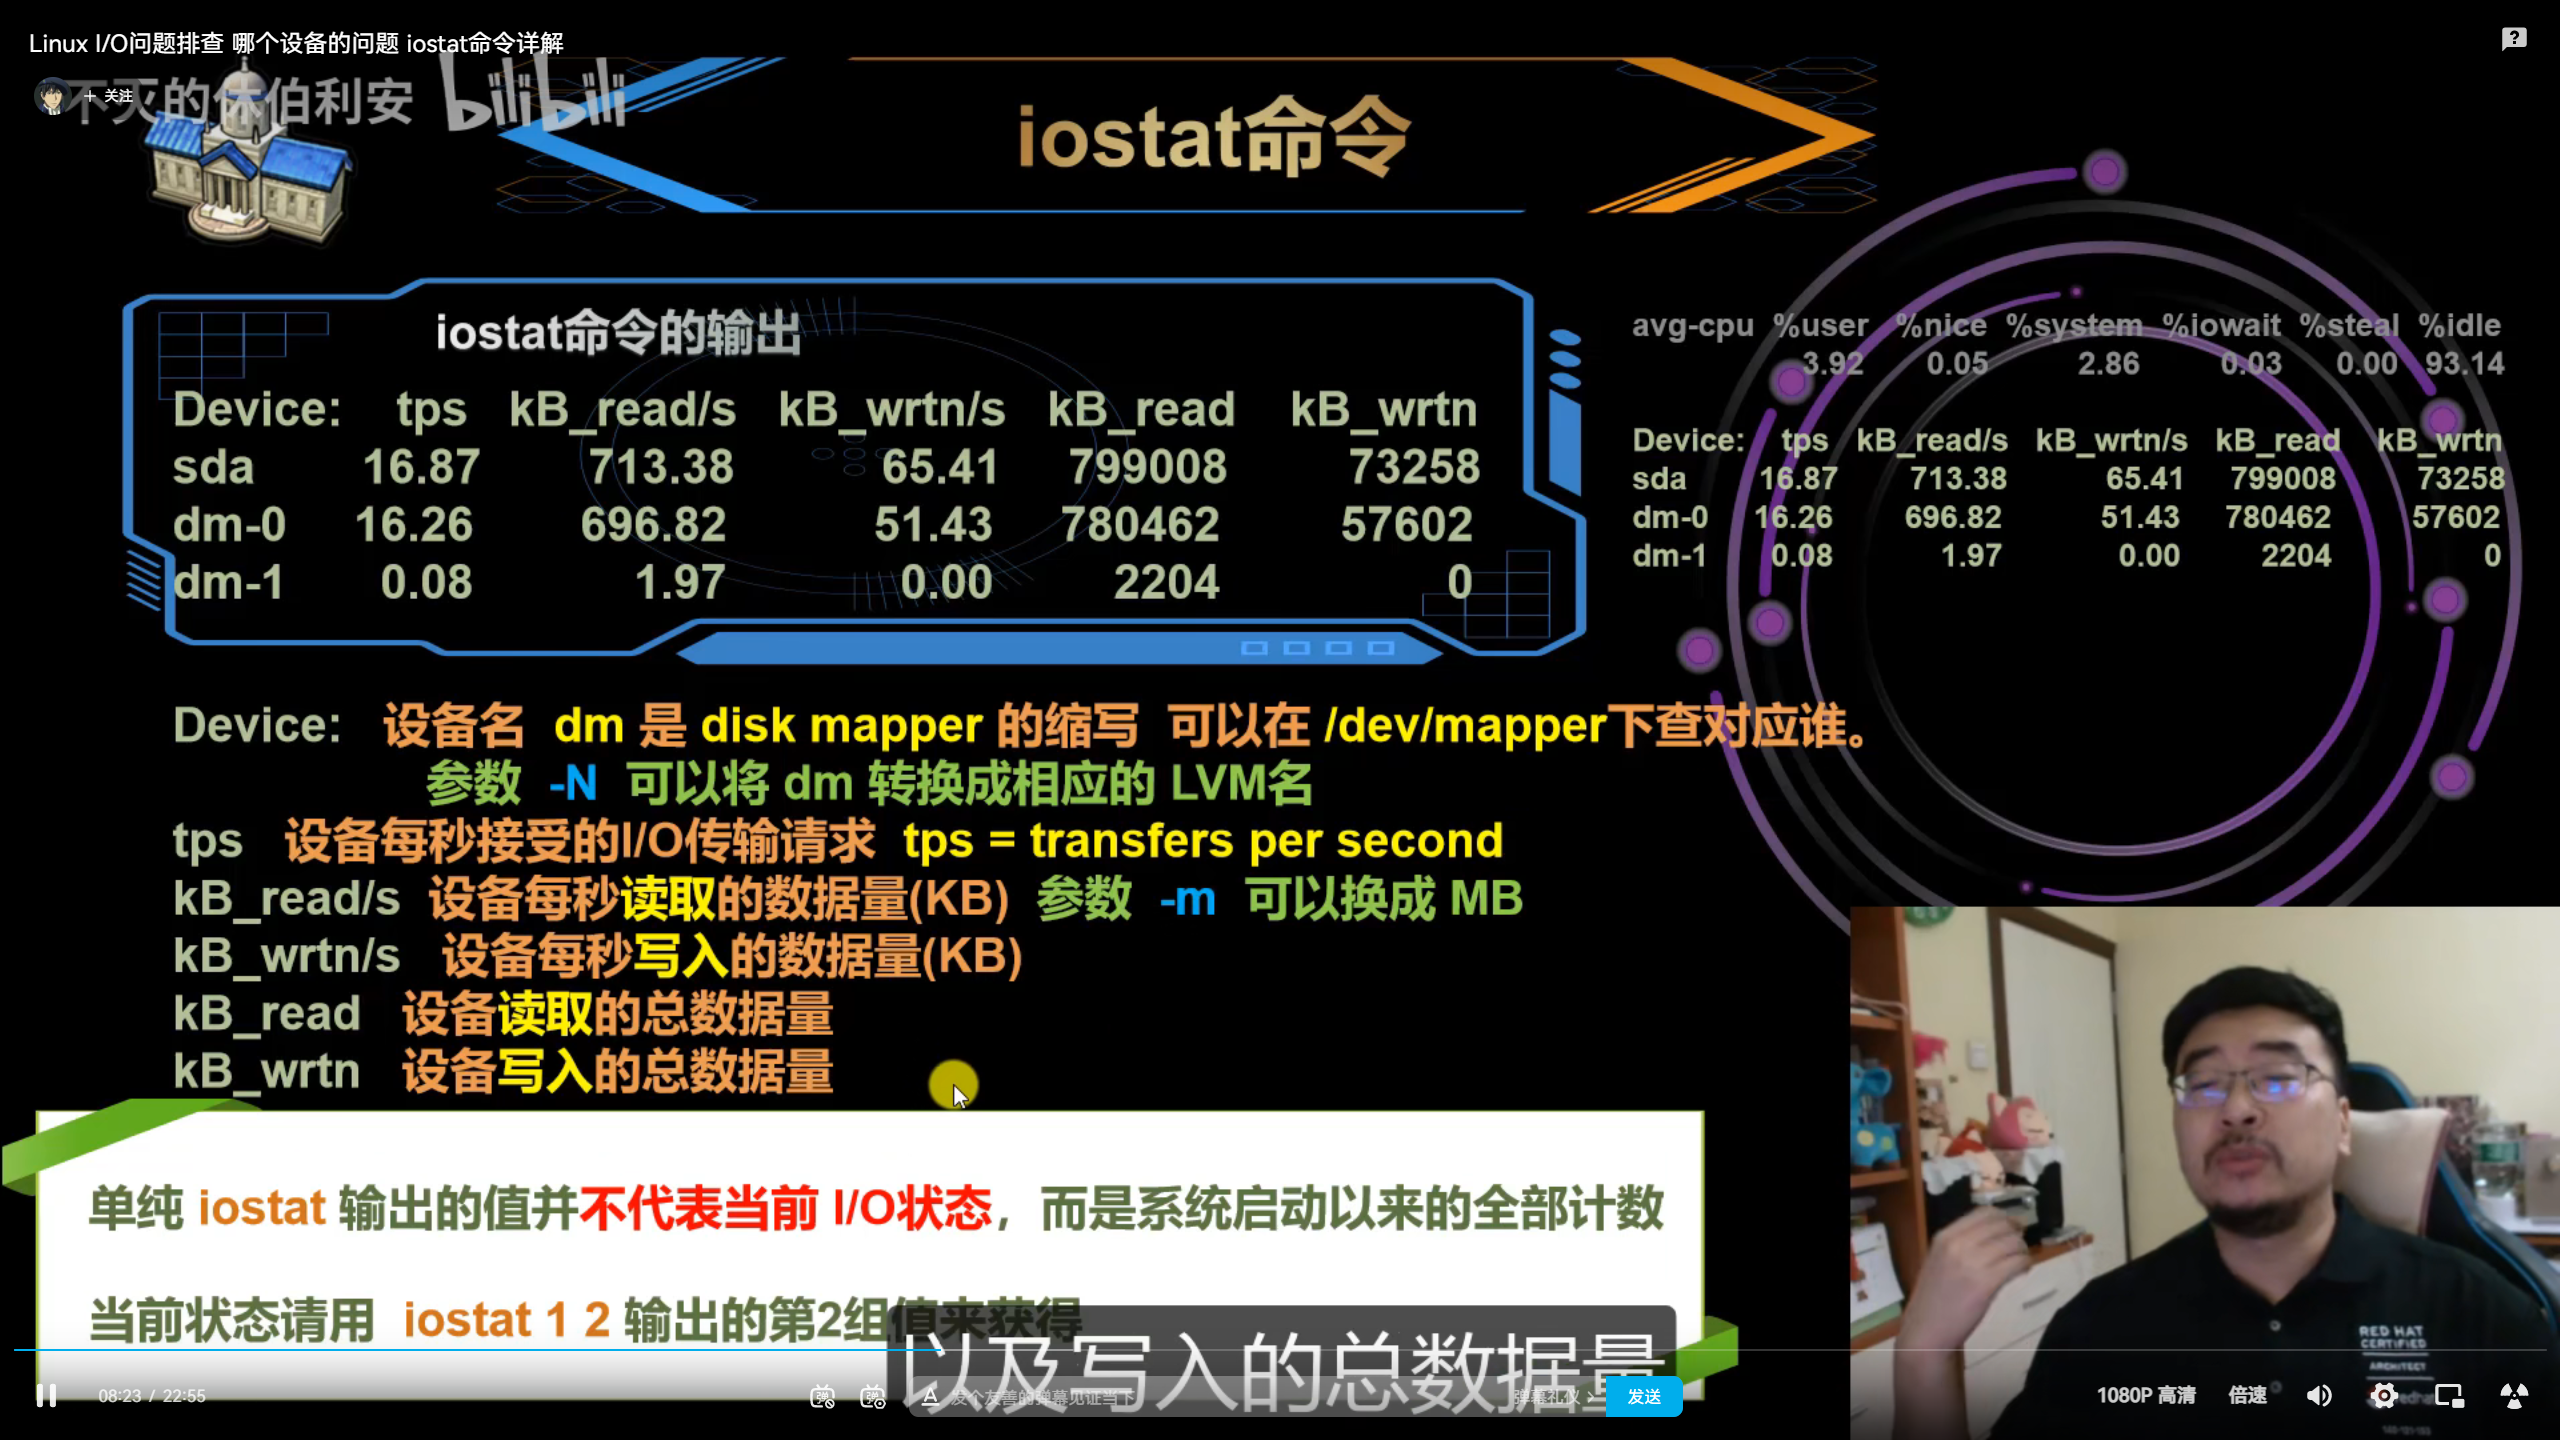 Linux I/O问题排查 哪个设备的问题 iostat命令详解
+ 关注
不灭的休伯利安 bilibili
iostat命令
iostat命令的输出
Device: tps kB_read/s kB_wrtn/s kB_read kB_wrtn
sda 16.87 713.38 65.41 799008 73258
dm-0 16.26 696.82 51.43 780462 57602
dm-1 0.08 1.97 0.00 2204 0
avg-cpu %user %nice %system %iowait %steal %idle
3.92 0.05 2.86 0.03 0.00 93.14
Device: tps kB_read/s kB_wrtn/s kB_read kB_wrtn
sda 16.87 713.38 65.41 799008 73258
dm-0 16.26 696.82 51.43 780462 57602
dm-1 0.08 1.97 0.00 2204 0
Device: 设备名 dm 是 disk mapper 的缩写 可以在 /dev/mapper下查对应谁。
参数 -N 可以将 dm 转换成相应的 LVM名
tps 设备每秒接受的I/O传输请求 tps = transfers per second
kB_read/s 设备每秒读取的数据量(KB) 参数 -m 可以换成 MB
kB_wrtn/s 设备每秒写入的数据量(KB)
kB_read 设备读取的总数据量
kB_wrtn 设备写入的总数据量
单纯 iostat 输出的值并不代表当前 I/O状态，而是系统启动以来的全部计数
当前状态请用 iostat 1 2 输出的第2组值来获得
以及写入的总数据量
RED HAT
CERTIFIED
ARCHITECT
08:23 / 22:55
弹
弹
A 发个友善的弹幕见证当下
弹幕礼仪 >
发送
1080P 高清
倍速